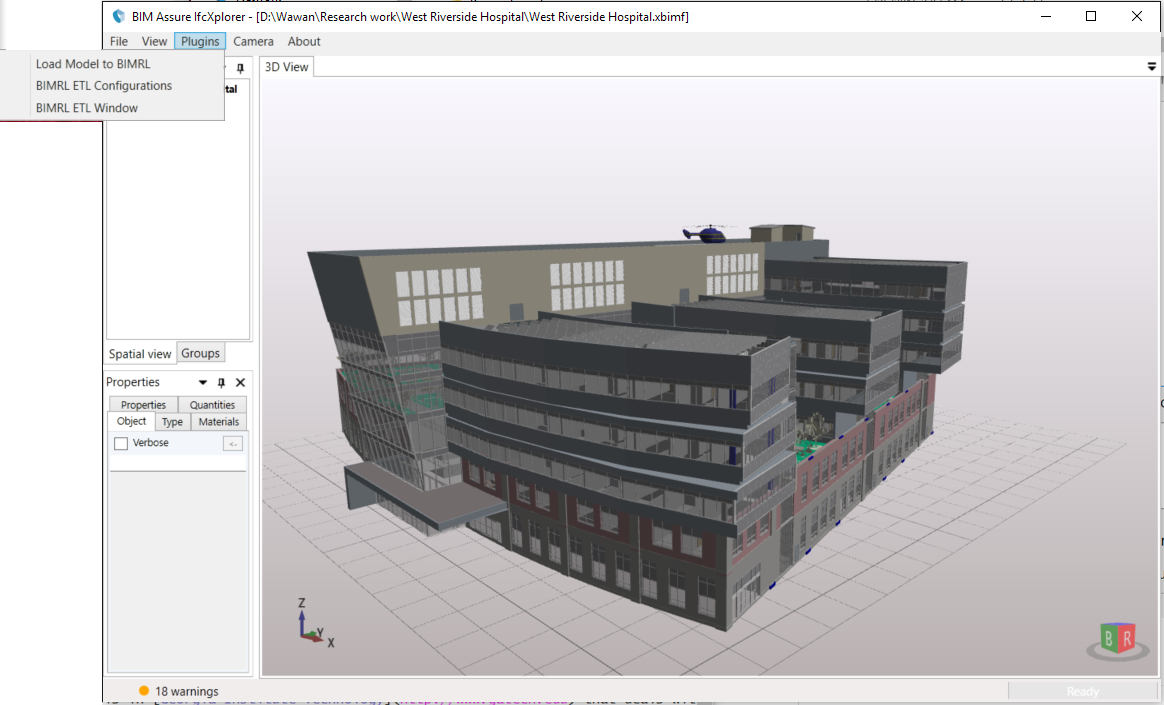 BIM Assure IfcXplorer - [D:\Wawan\Research work\West Riverside Hospital\West Riverside Hospital.xbimf]
File View Plugins Camera About
Load Model to BIMRL
BIMRL ETL Configurations
BIMRL ETL Window
tal
3D View
Spatial view Groups
Properties
Properties Quantities
Object Type Materials
Verbose <-
Z
Y
X
B R
18 warnings
Ready